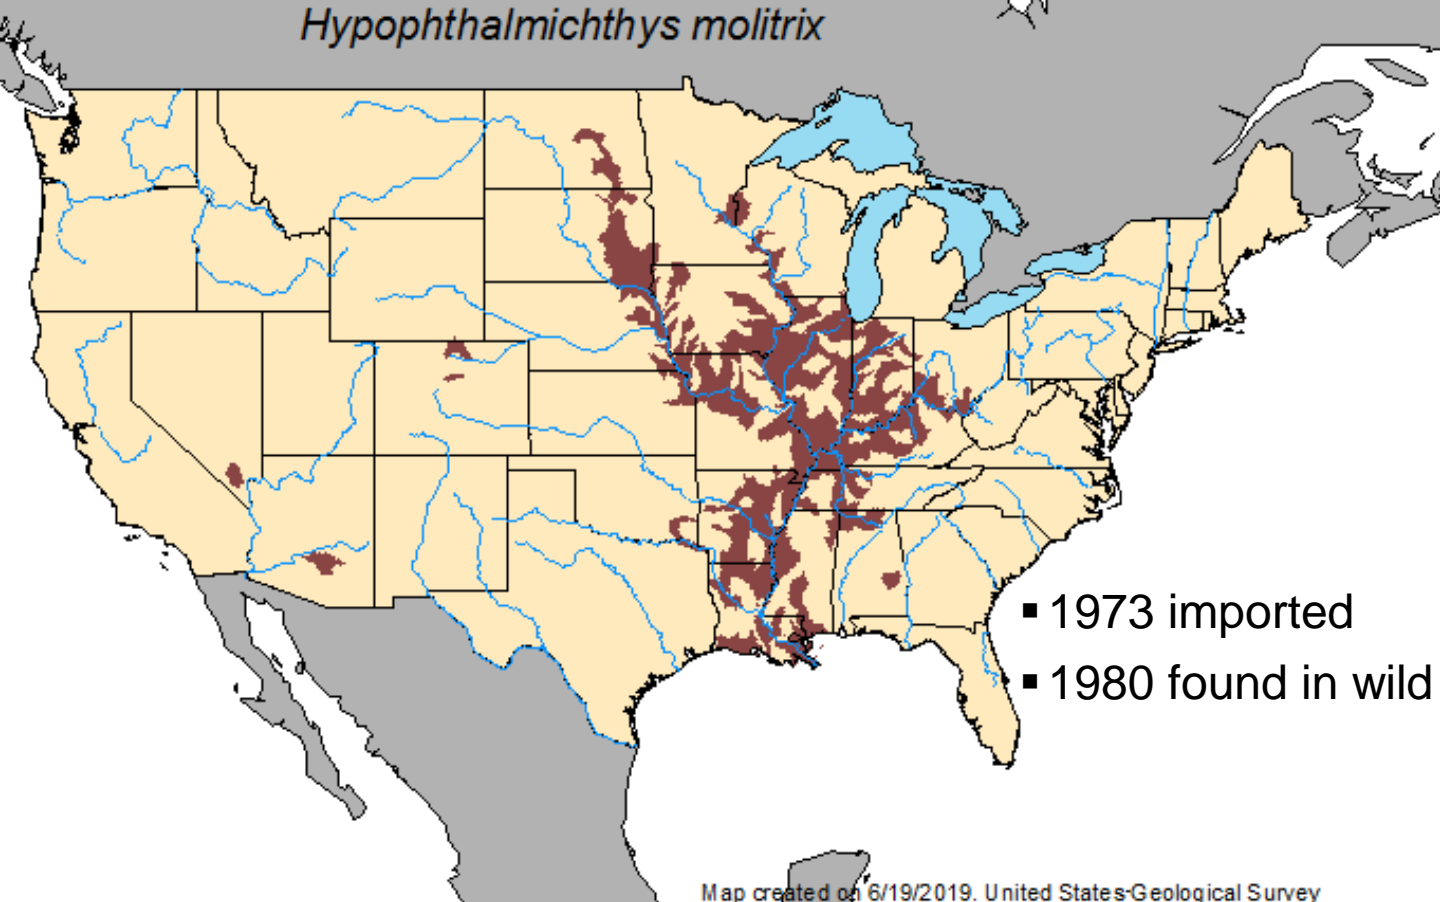 Hypophthalmichthys molitrix
▪ 1973 imported
▪ 1980 found in wild
Map created on 6/19/2019. United States Geological Survey